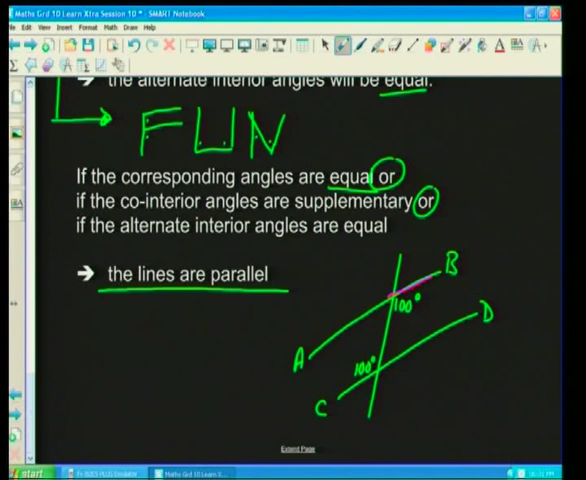 Maths Grd 10 Learn Xtra Session 10 * - SMART Notebook
File Edit View Insert Format Math Draw Help
the alternate interior angles will be equal.
FUN
If the corresponding angles are equal or
if the co-interior angles are supplementary or
if the alternate interior angles are equal
the lines are parallel
B
100°
D
A
100°
C
Extend Page
start
Maths Grd 10 Learn X...